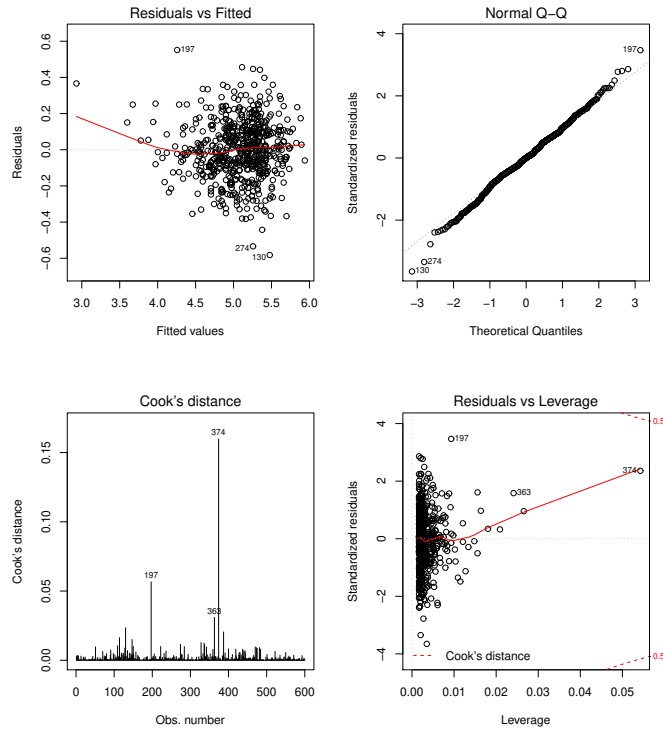 Residuals vs Fitted
Residuals
0.6
0.4
0.2
0.0
−0.2
−0.4
−0.6
197
274
130
3.0 3.5 4.0 4.5 5.0 5.5 6.0
Fitted values
Normal Q−Q
Standardized residuals
4
2
0
−2
197
274
130
−3 −2 −1 0 1 2 3
Theoretical Quantiles
Cook's distance
Cook's distance
0.15
0.10
0.05
0.00
374
197
363
0 100 200 300 400 500 600
Obs. number
Residuals vs Leverage
Standardized residuals
4
2
0
−2
−4
0.5
197
374
363
Cook's distance
0.5
0.00 0.01 0.02 0.03 0.04 0.05
Leverage